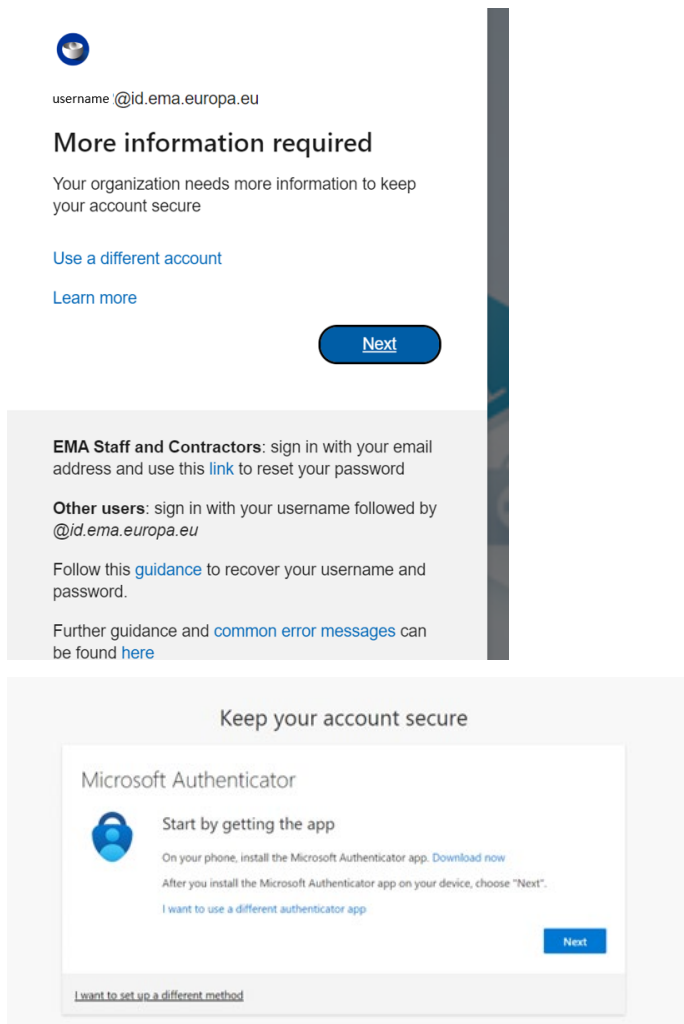 username @id.ema.europa.eu
More information required
Your organization needs more information to keep
your account secure
Use a different account
Learn more
Next
EMA Staff and Contractors: sign in with your email
address and use this link to reset your password
Other users: sign in with your username followed by
@id.ema.europa.eu
Follow this guidance to recover your username and
password.
Further guidance and common error messages can
be found here
Keep your account secure
Microsoft Authenticator
Start by getting the app
On your phone, install the Microsoft Authenticator app. Download now
After you install the Microsoft Authenticator app on your device, choose "Next".
I want to use a different authenticator app
Next
I want to set up a different method